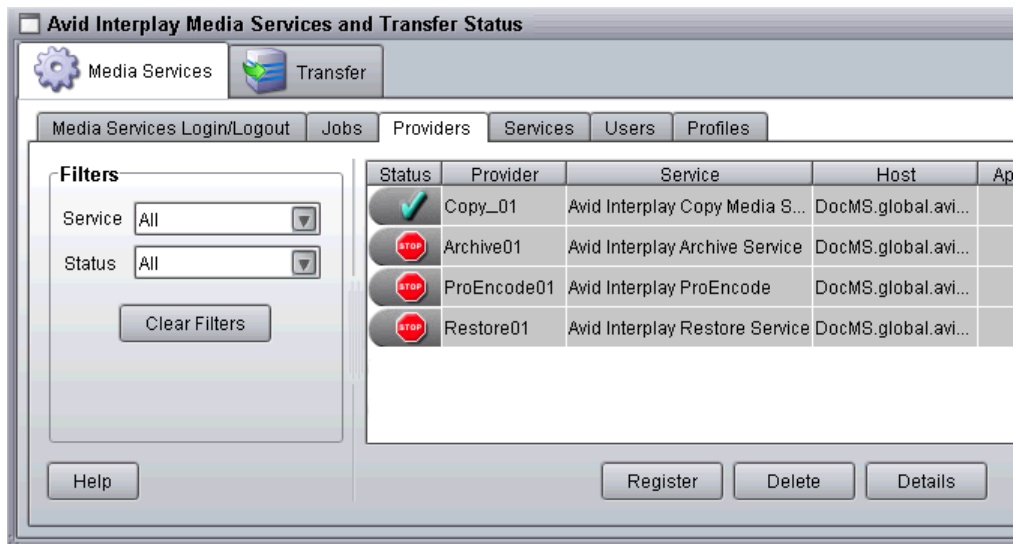 Avid Interplay Media Services and Transfer Status
Media Services Transfer
Media Services Login/Logout Jobs Providers Services Users Profiles
Filters
Service All
Status All
Clear Filters
Status Provider Service Host Ap
Copy_01 Avid Interplay Copy Media S... DocMS.global.avi...
STOP Archive01 Avid Interplay Archive Service DocMS.global.avi...
STOP ProEncode01 Avid Interplay ProEncode DocMS.global.avi...
STOP Restore01 Avid Interplay Restore Service DocMS.global.avi...
Help Register Delete Details